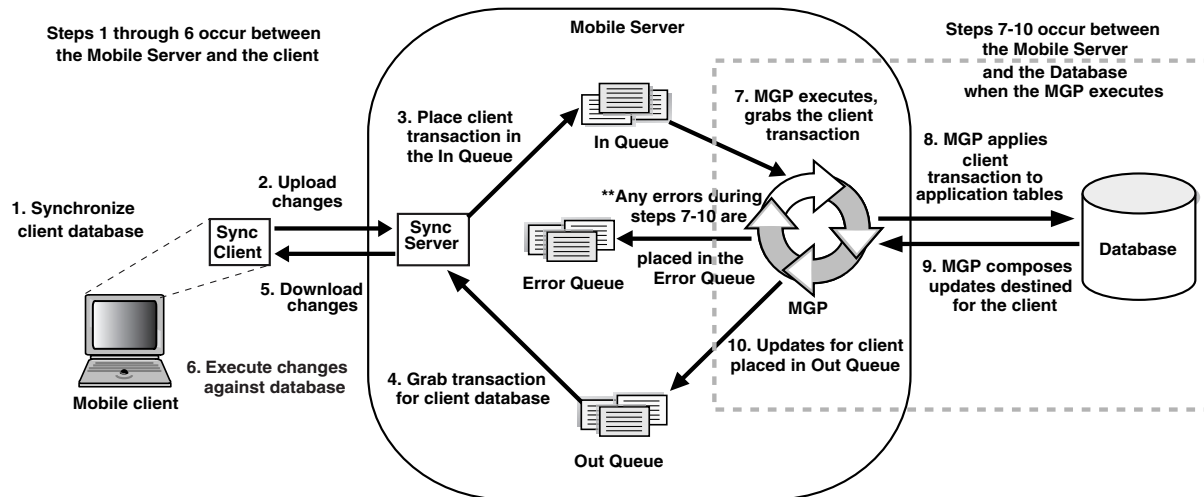 Steps 1 through 6 occur between
the Mobile Server and the client
Mobile Server
Steps 7-10 occur between
the Mobile Server
and the Database
when the MGP executes
1. Synchronize
client database
2. Upload
changes
Sync
Client
5. Download
changes
6. Execute changes
against database
Mobile client
Sync
Server
3. Place client
transaction in
the In Queue
In Queue
7. MGP executes,
grabs the client
transaction
**Any errors during
steps 7-10 are
placed in the
Error Queue
Error Queue
MGP
4. Grab transaction
for client database
Out Queue
10. Updates for client
placed in Out Queue
8. MGP applies
client
transaction to
application tables
9. MGP composes
updates destined
for the client
Database